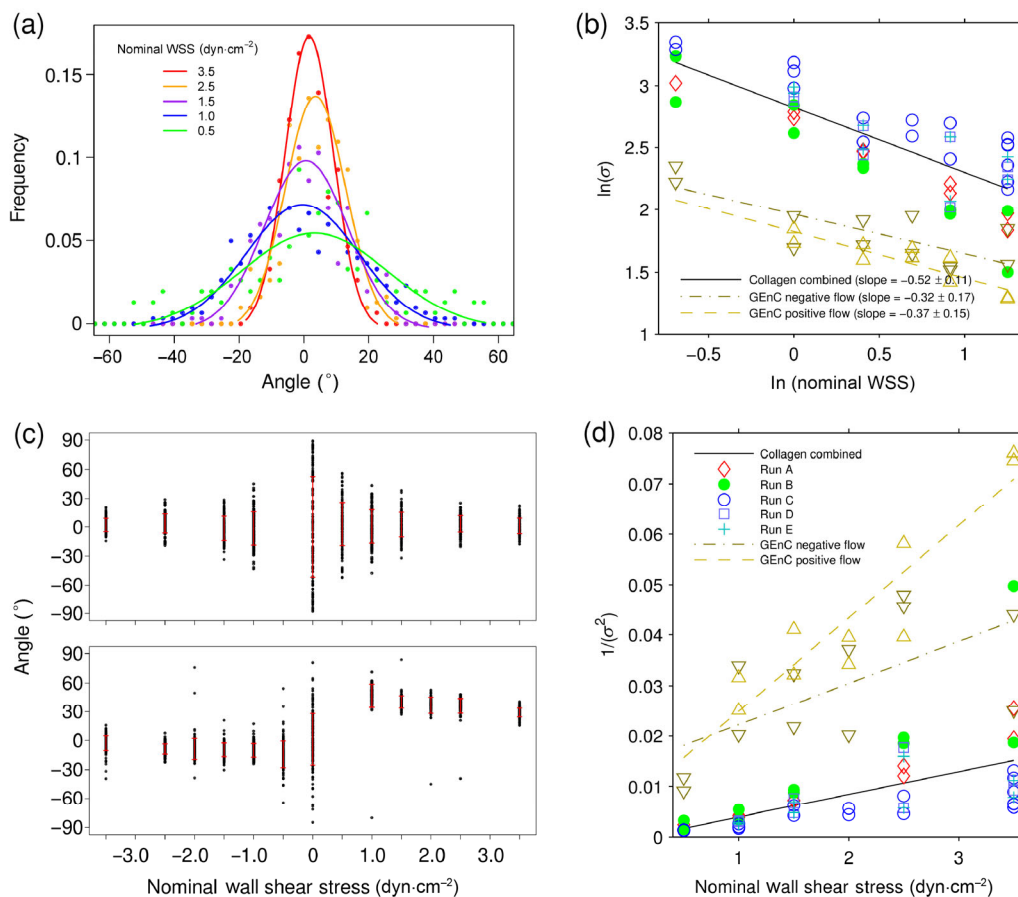 (a)
Nominal WSS (dyn·cm⁻²)
3.5
2.5
1.5
1.0
0.5
Frequency
0.15
0.1
0.05
0
−60 −40 −20 0 20 40 60
Angle (°)
(b)
ln(σ)
3.5
3
2.5
2
1.5
1
Collagen combined (slope = −0.52 ± 0.11)
GEnC negative flow (slope = −0.32 ± 0.17)
GEnC positive flow (slope = −0.37 ± 0.15)
−0.5 0 0.5 1
ln (nominal WSS)
(c)
Angle (°)
90
60
30
0
−30
−60
−90
90
60
30
0
−30
−60
−90
−3.0 −2.0 −1.0 0 1.0 2.0 3.0
Nominal wall shear stress (dyn·cm⁻²)
(d)
1/(σ²)
0.08
0.07
0.06
0.05
0.04
0.03
0.02
0.01
0
Collagen combined
Run A
Run B
Run C
Run D
Run E
GEnC negative flow
GEnC positive flow
1 2 3
Nominal wall shear stress (dyn·cm⁻²)